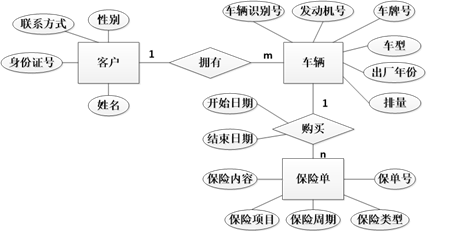 联系方式
性别
身份证号
客户
姓名
1
拥有
m
车辆识别号
发动机号
车牌号
车辆
车型
出厂年份
排量
1
开始日期
结束日期
购买
n
保险内容
保险单
保单号
保险项目
保险周期
保险类型